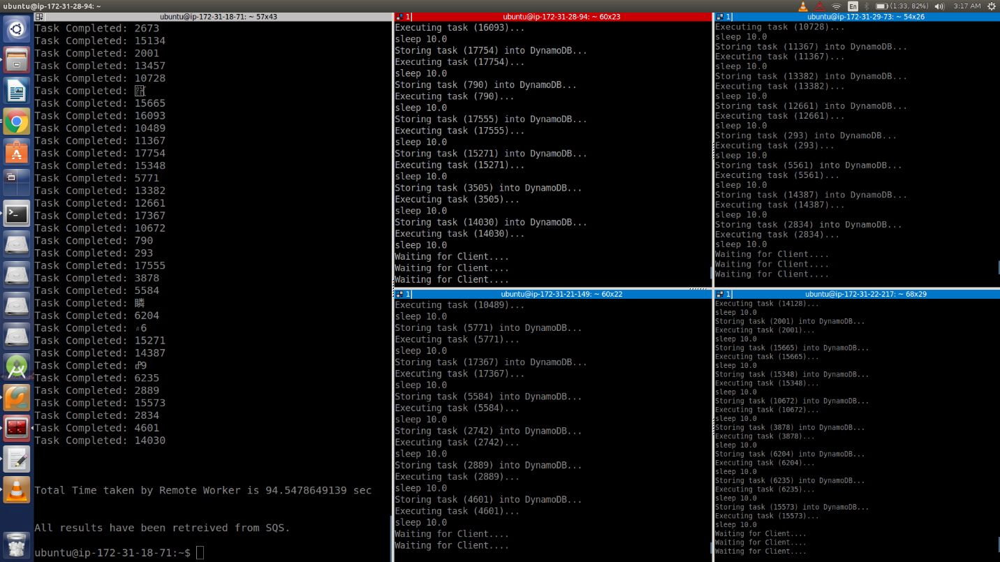 ubuntu@ip-172-31-28-94: ~
En
(1:33, 82%)
3:17 AM
ubuntu@ip-172-31-18-71: ~ 57x43
Task Completed: 2673
Task Completed: 15134
Task Completed: 2001
Task Completed: 13457
Task Completed: 10728
Task Completed:
Task Completed: 15665
Task Completed: 16093
Task Completed: 10489
Task Completed: 11367
Task Completed: 17754
Task Completed: 15348
Task Completed: 5771
Task Completed: 13382
Task Completed: 12661
Task Completed: 17367
Task Completed: 10672
Task Completed: 790
Task Completed: 293
Task Completed: 17555
Task Completed: 3878
Task Completed: 5584
Task Completed: 瞵
Task Completed: 6204
Task Completed:
Task Completed: 15271
Task Completed: 14387
Task Completed:
Task Completed: 6235
Task Completed: 2889
Task Completed: 15573
Task Completed: 2834
Task Completed: 4601
Task Completed: 14030
Total Time taken by Remote Worker is 94.5478649139 sec
All results have been retreived from SQS.
ubuntu@ip-172-31-18-71:~$
1
ubuntu@ip-172-31-28-94: ~ 60x23
Executing task (16093)...
sleep 10.0
Storing task (17754) into DynamoDB...
Executing task (17754)...
sleep 10.0
Storing task (790) into DynamoDB...
Executing task (790)...
sleep 10.0
Storing task (17555) into DynamoDB...
Executing task (17555)...
sleep 10.0
Storing task (15271) into DynamoDB...
Executing task (15271)...
sleep 10.0
Storing task (3505) into DynamoDB...
Executing task (3505)...
sleep 10.0
Storing task (14030) into DynamoDB...
Executing task (14030)...
sleep 10.0
Waiting for Client....
Waiting for Client....
Waiting for Client....
1
ubuntu@ip-172-31-29-73: ~ 54x26
Executing task (10728)...
sleep 10.0
Storing task (11367) into DynamoDB...
Executing task (11367)...
sleep 10.0
Storing task (13382) into DynamoDB...
Executing task (13382)...
sleep 10.0
Storing task (12661) into DynamoDB...
Executing task (12661)...
sleep 10.0
Storing task (293) into DynamoDB...
Executing task (293)...
sleep 10.0
Storing task (5561) into DynamoDB...
Executing task (5561)...
sleep 10.0
Storing task (14387) into DynamoDB...
Executing task (14387)...
sleep 10.0
Storing task (2834) into DynamoDB...
Executing task (2834)...
sleep 10.0
Waiting for Client....
Waiting for Client....
Waiting for Client....
1
ubuntu@ip-172-31-21-149: ~ 60x22
Executing task (10489)...
sleep 10.0
Storing task (5771) into DynamoDB...
Executing task (5771)...
sleep 10.0
Storing task (17367) into DynamoDB...
Executing task (17367)...
sleep 10.0
Storing task (5584) into DynamoDB...
Executing task (5584)...
sleep 10.0
Storing task (2742) into DynamoDB...
Executing task (2742)...
sleep 10.0
Storing task (2889) into DynamoDB...
Executing task (2889)...
sleep 10.0
Storing task (4601) into DynamoDB...
Executing task (4601)...
sleep 10.0
Waiting for Client....
Waiting for Client....
1
ubuntu@ip-172-31-22-217: ~ 68x29
Executing task (14128)...
sleep 10.0
Storing task (2001) into DynamoDB...
Executing task (2001)...
sleep 10.0
Storing task (15665) into DynamoDB...
Executing task (15665)...
sleep 10.0
Storing task (15348) into DynamoDB...
Executing task (15348)...
sleep 10.0
Storing task (10672) into DynamoDB...
Executing task (10672)...
sleep 10.0
Storing task (3878) into DynamoDB...
Executing task (3878)...
sleep 10.0
Storing task (6204) into DynamoDB...
Executing task (6204)...
sleep 10.0
Storing task (6235) into DynamoDB...
Executing task (6235)...
sleep 10.0
Storing task (15573) into DynamoDB...
Executing task (15573)...
sleep 10.0
Waiting for Client....
Waiting for Client....
Waiting for Client....